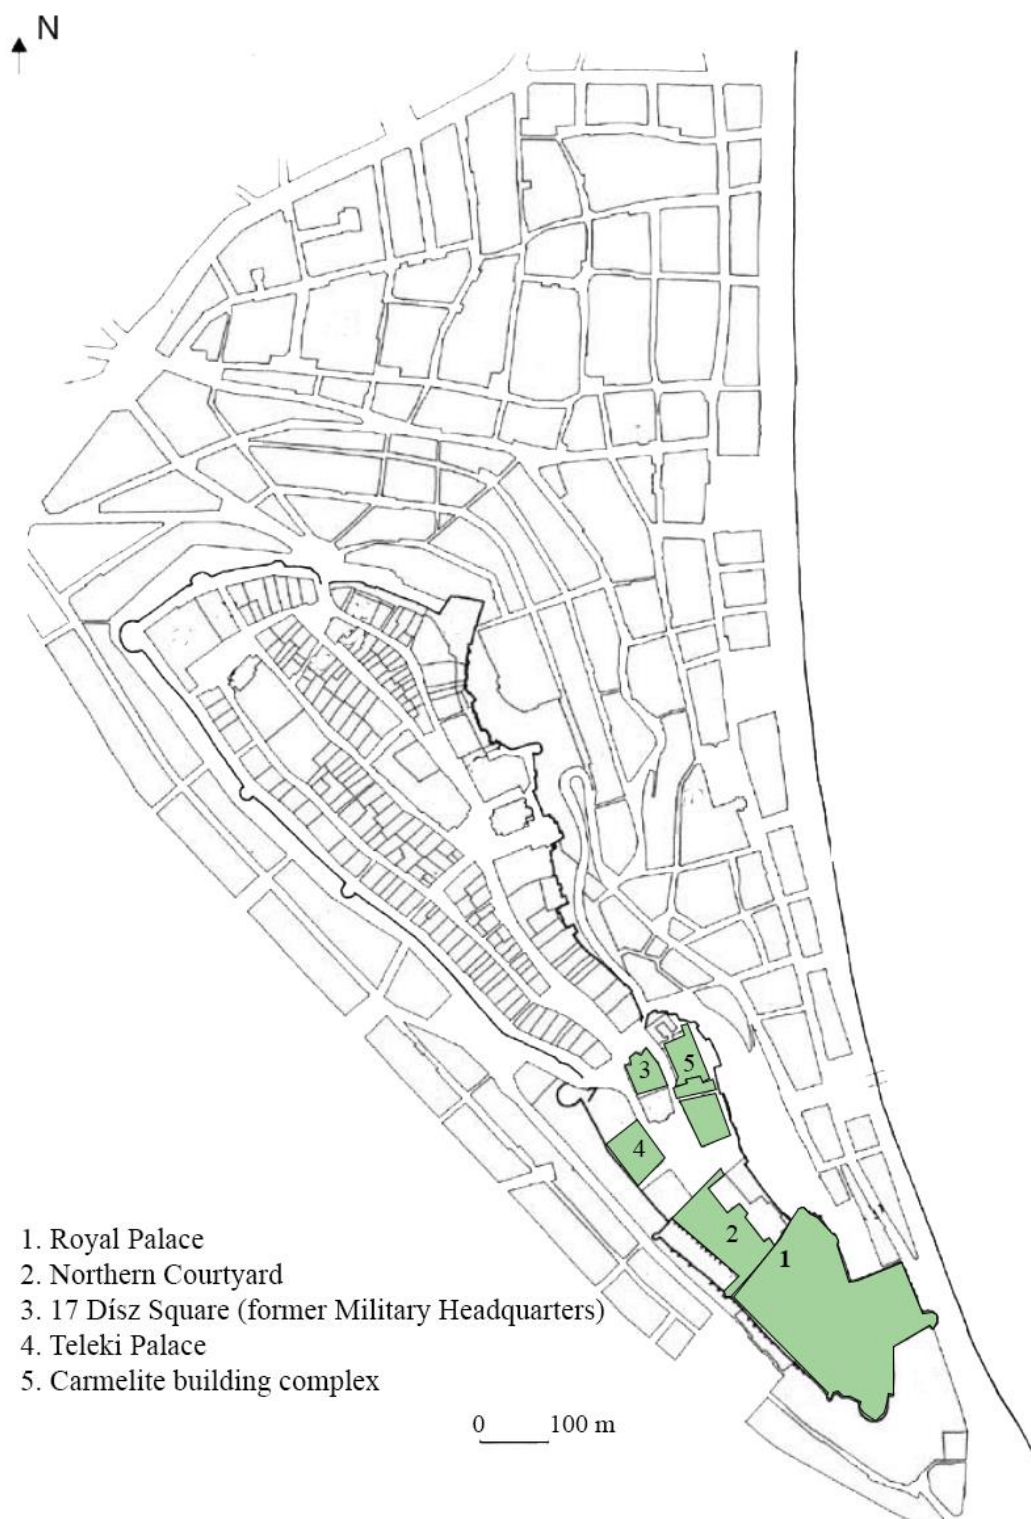 N
3
5
4
2
1
1. Royal Palace
2. Northern Courtyard
3. 17 Dísz Square (former Military Headquarters)
4. Teleki Palace
5. Carmelite building complex
0 100 m